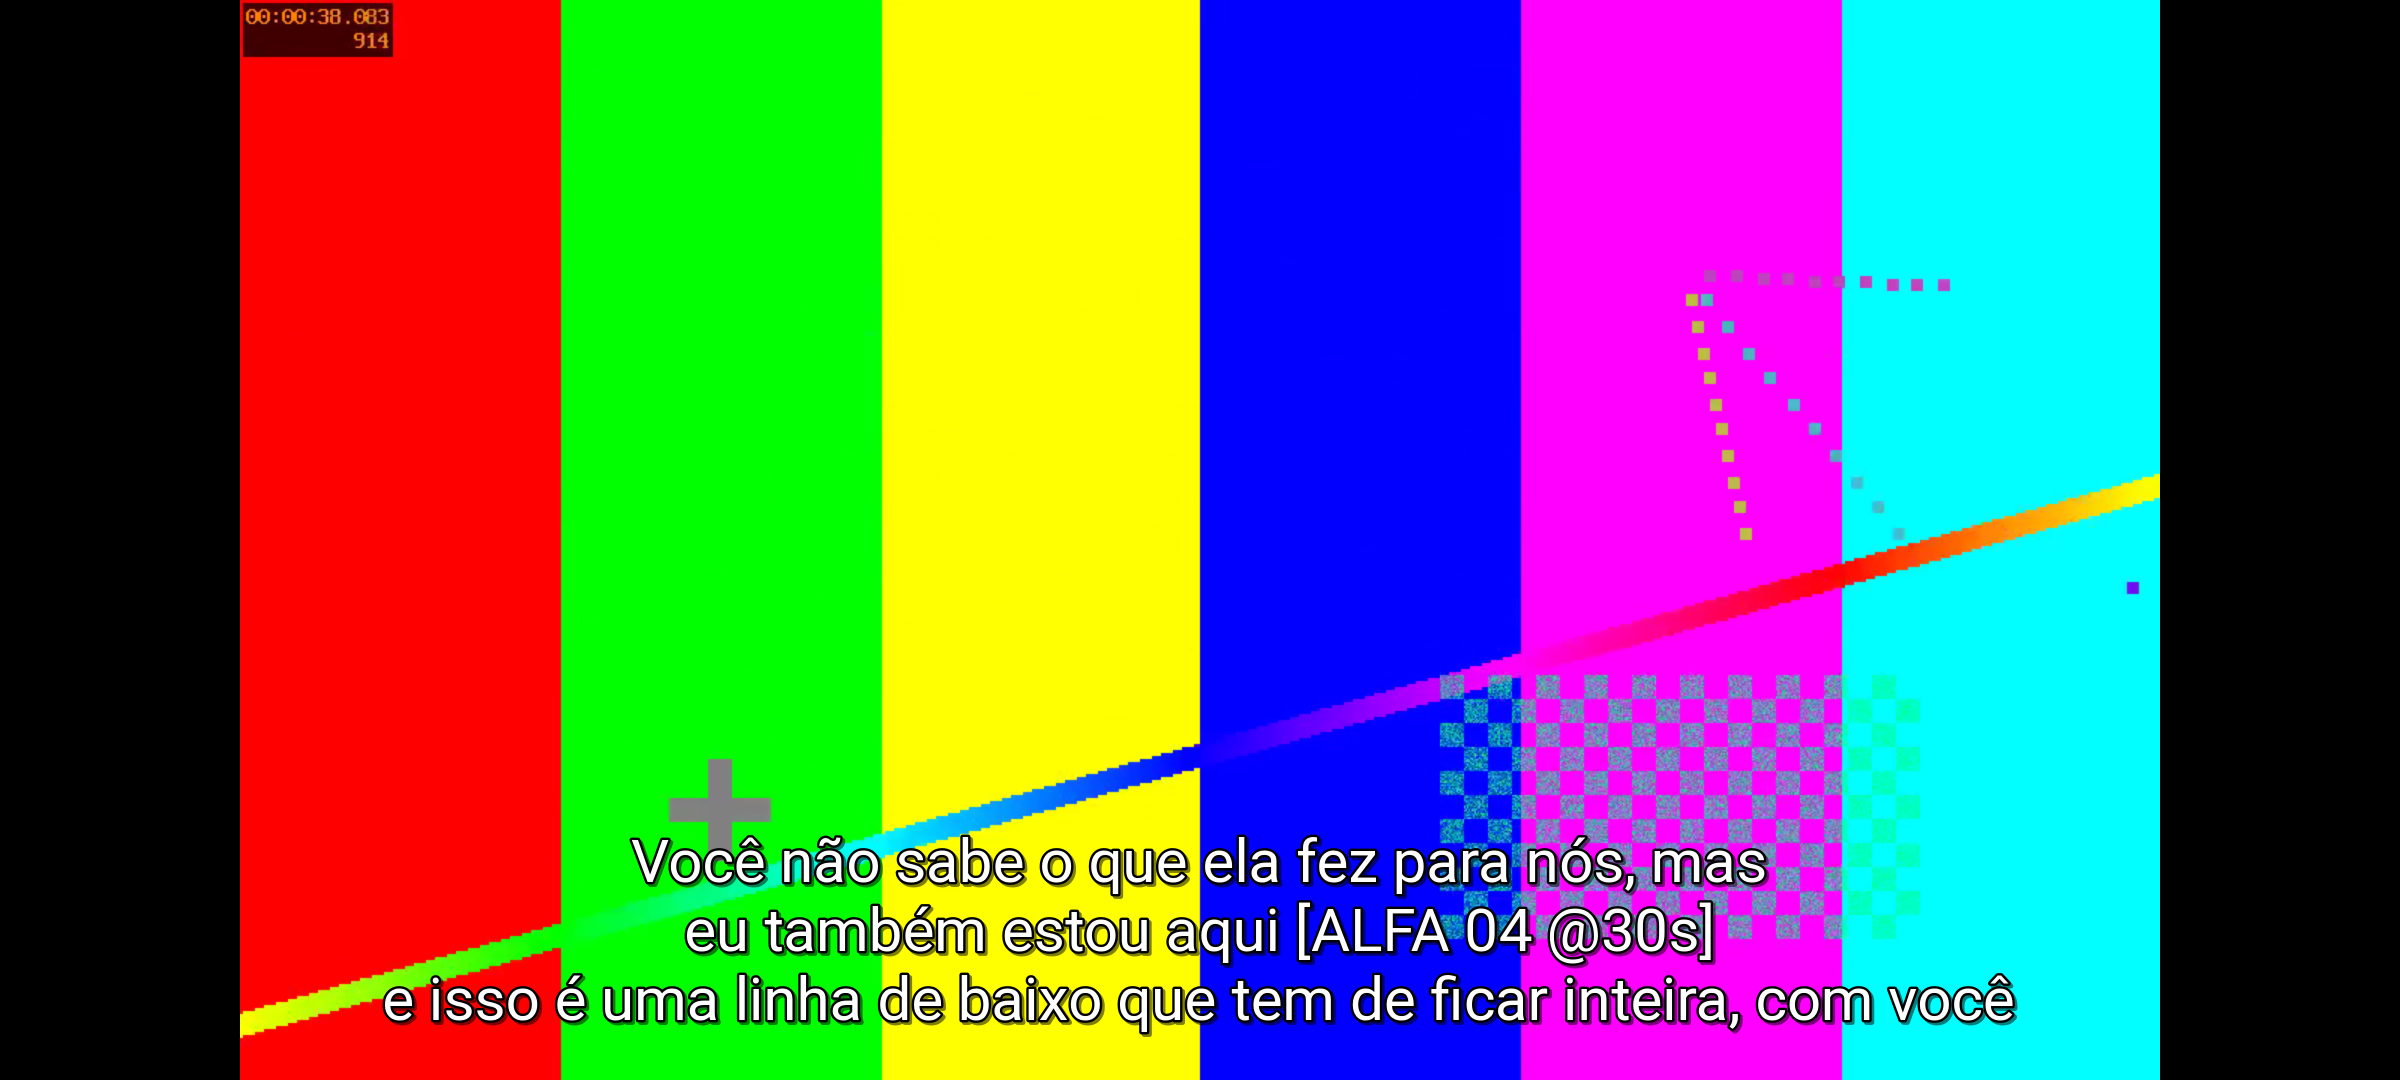 00:00:38.083
914
Você não sabe o que ela fez para nós, mas
eu também estou aqui [ALFA 04 @30s]
e isso é uma linha de baixo que tem de ficar inteira, com você